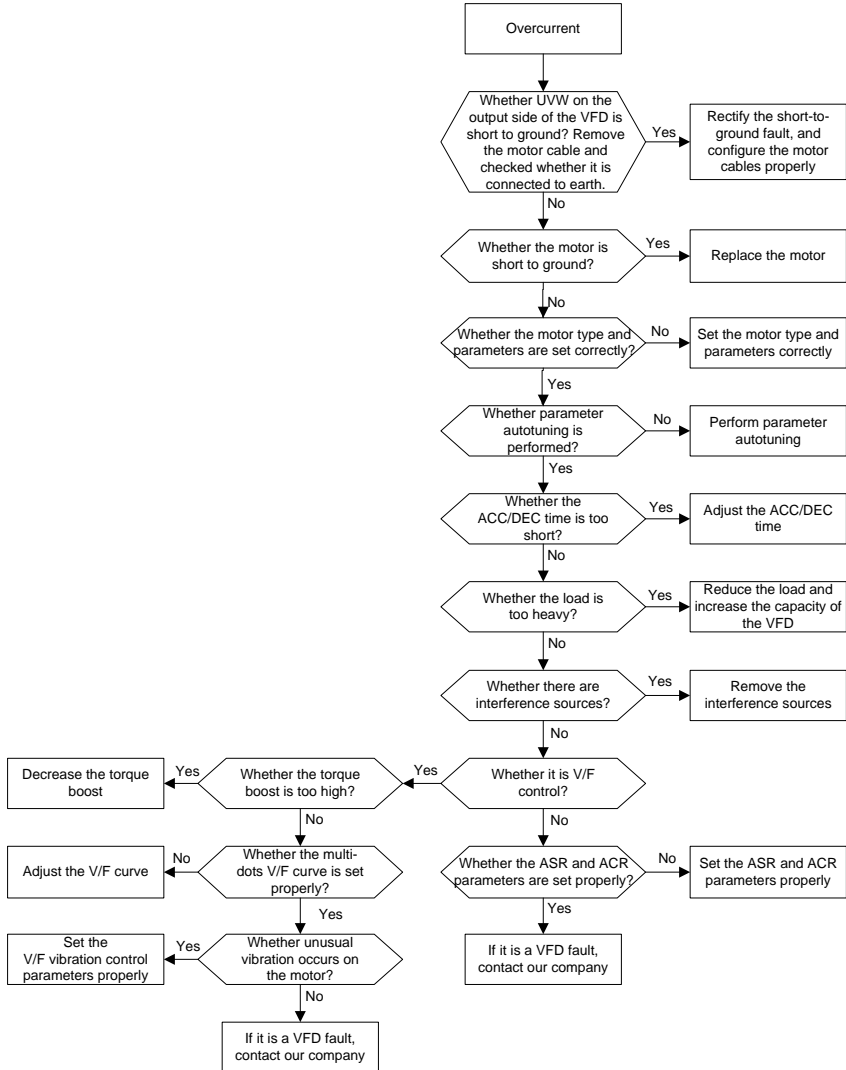 Overcurrent
Whether UVW on the
output side of the VFD is
short to ground? Remove
the motor cable and
checked whether it is
connected to earth.
Yes
Rectify the short-to-
ground fault, and
configure the motor
cables properly
No
Whether the motor is
short to ground?
Yes
Replace the motor
No
Whether the motor type and
parameters are set correctly?
No
Set the motor type and
parameters correctly
Yes
Whether parameter
autotuning is
performed?
No
Perform parameter
autotuning
Yes
Whether the
ACC/DEC time is too
short?
Yes
Adjust the ACC/DEC
time
No
Whether the load is
too heavy?
Yes
Reduce the load and
increase the capacity of
the VFD
No
Whether there are
interference sources?
Yes
Remove the
interference sources
No
Whether it is V/F
control?
Yes
Whether the torque
boost is too high?
Yes
Decrease the torque
boost
No
Whether the multi-
dots V/F curve is set
properly?
No
Adjust the V/F curve
Yes
Whether unusual
vibration occurs on
the motor?
Yes
Set the
V/F vibration control
parameters properly
No
If it is a VFD fault,
contact our company
No
Whether the ASR and ACR
parameters are set properly?
No
Set the ASR and ACR
parameters properly
Yes
If it is a VFD fault,
contact our company